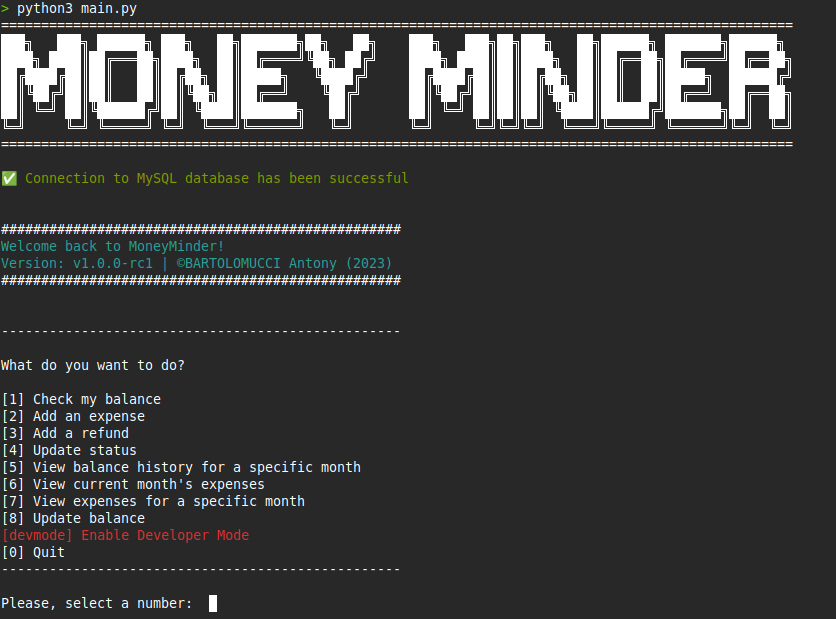 > python3 main.py
===================================================================================================
MONEY MINDER
===================================================================================================
✅ Connection to MySQL database has been successful
##################################################
Welcome back to MoneyMinder!
Version: v1.0.0-rc1 | ©BARTOLOMUCCI Antony (2023)
##################################################
--------------------------------------------------
What do you want to do?
[1] Check my balance
[2] Add an expense
[3] Add a refund
[4] Update status
[5] View balance history for a specific month
[6] View current month's expenses
[7] View expenses for a specific month
[8] Update balance
[devmode] Enable Developer Mode
[0] Quit
--------------------------------------------------
Please, select a number: